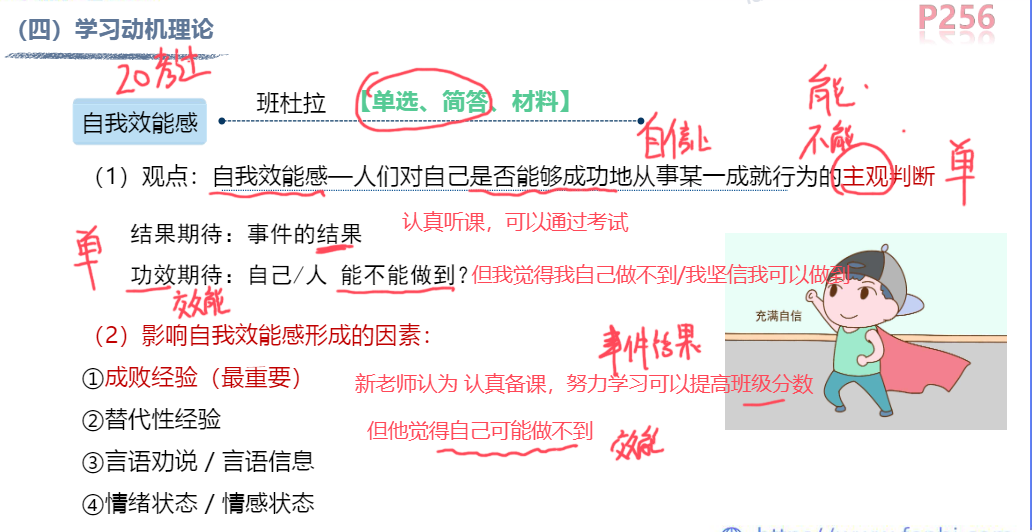 （四）学习动机理论
P256
20考过
自我效能感
班杜拉
【单选、简答、材料】
能
不能
自信心
（1）观点：自我效能感—人们对自己是否能够成功地从事某一成就行为的主观判断
单
认真听课，可以通过考试
单
结果期待：事件的结果
功效期待：自己/人 能不能做到？
但我觉得我自己做不到/我坚信我可以做到
效能
充满自信
（2）影响自我效能感形成的因素：
事件结果
①成败经验（最重要）
新老师认为 认真备课，努力学习可以提高班级分数
②替代性经验
但他觉得自己可能做不到
效能
③言语劝说 / 言语信息
④情绪状态 / 情感状态